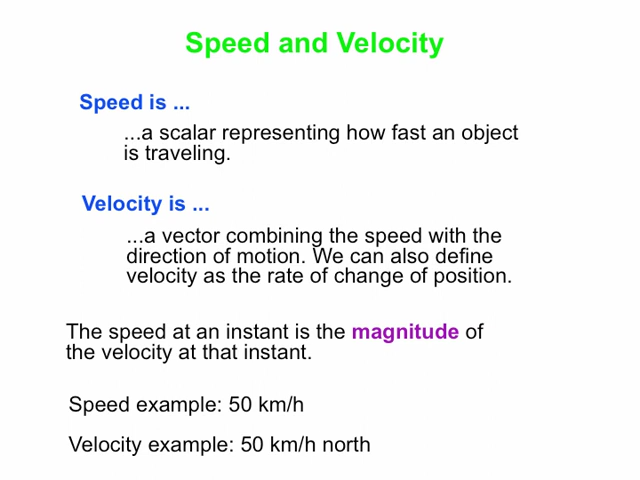 Speed and Velocity
Speed is ...
...a scalar representing how fast an object
is traveling.
Velocity is ...
...a vector combining the speed with the
direction of motion. We can also define
velocity as the rate of change of position.
The speed at an instant is the magnitude of
the velocity at that instant.
Speed example: 50 km/h
Velocity example: 50 km/h north